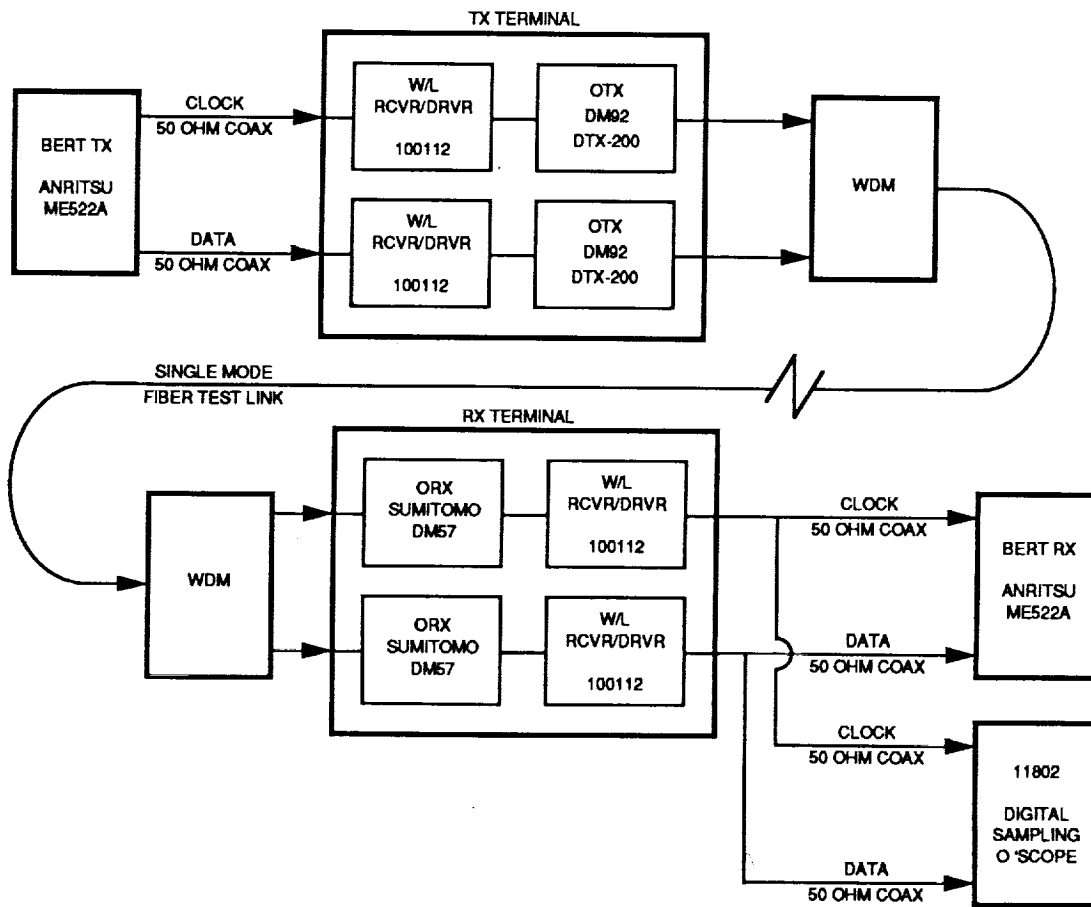 TX TERMINAL
BERT TX
ANRITSU
ME522A
CLOCK
50 OHM COAX
DATA
50 OHM COAX
W/L
RCVR/DRVR
100112
OTX
DM92
DTX-200
W/L
RCVR/DRVR
100112
OTX
DM92
DTX-200
WDM
SINGLE MODE
FIBER TEST LINK
RX TERMINAL
WDM
ORX
SUMITOMO
DM57
W/L
RCVR/DRVR
100112
ORX
SUMITOMO
DM57
W/L
RCVR/DRVR
100112
CLOCK
50 OHM COAX
DATA
50 OHM COAX
BERT RX
ANRITSU
ME522A
CLOCK
50 OHM COAX
DATA
50 OHM COAX
11802
DIGITAL
SAMPLING
O 'SCOPE